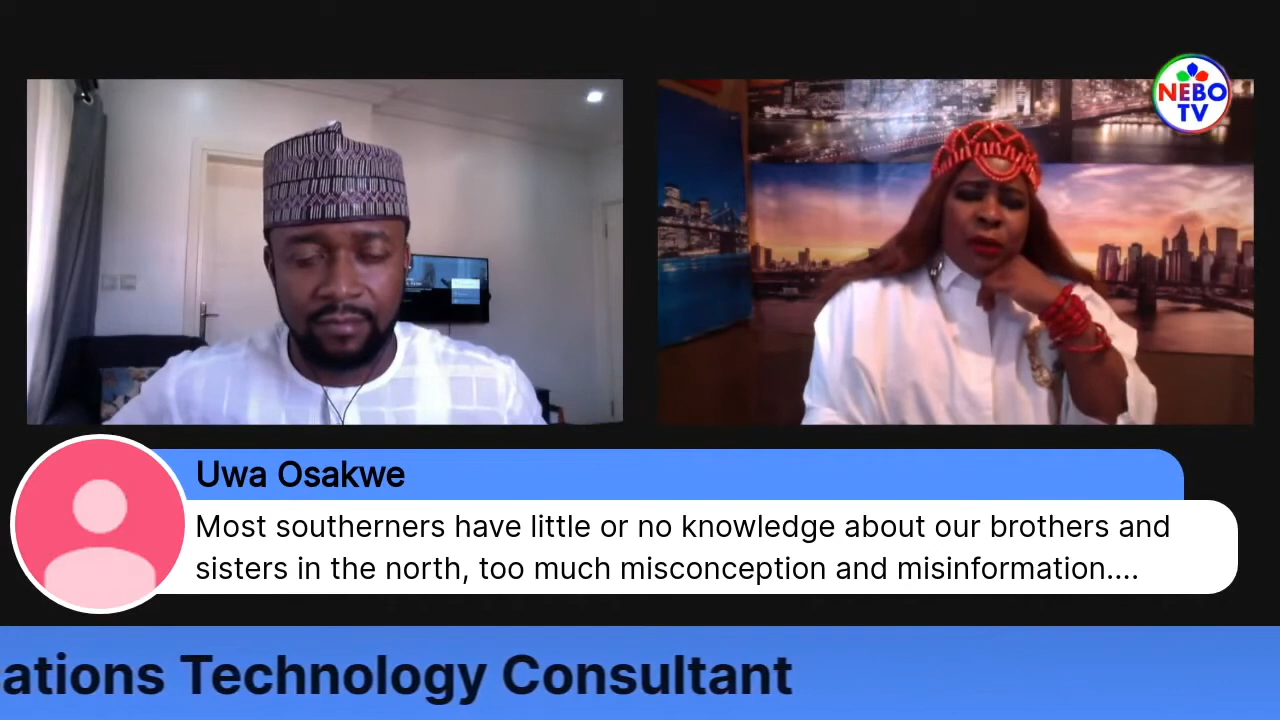 NEBO
TV
Uwa Osakwe
Most southerners have little or no knowledge about our brothers and
sisters in the north, too much misconception and misinformation....
ations Technology Consultant